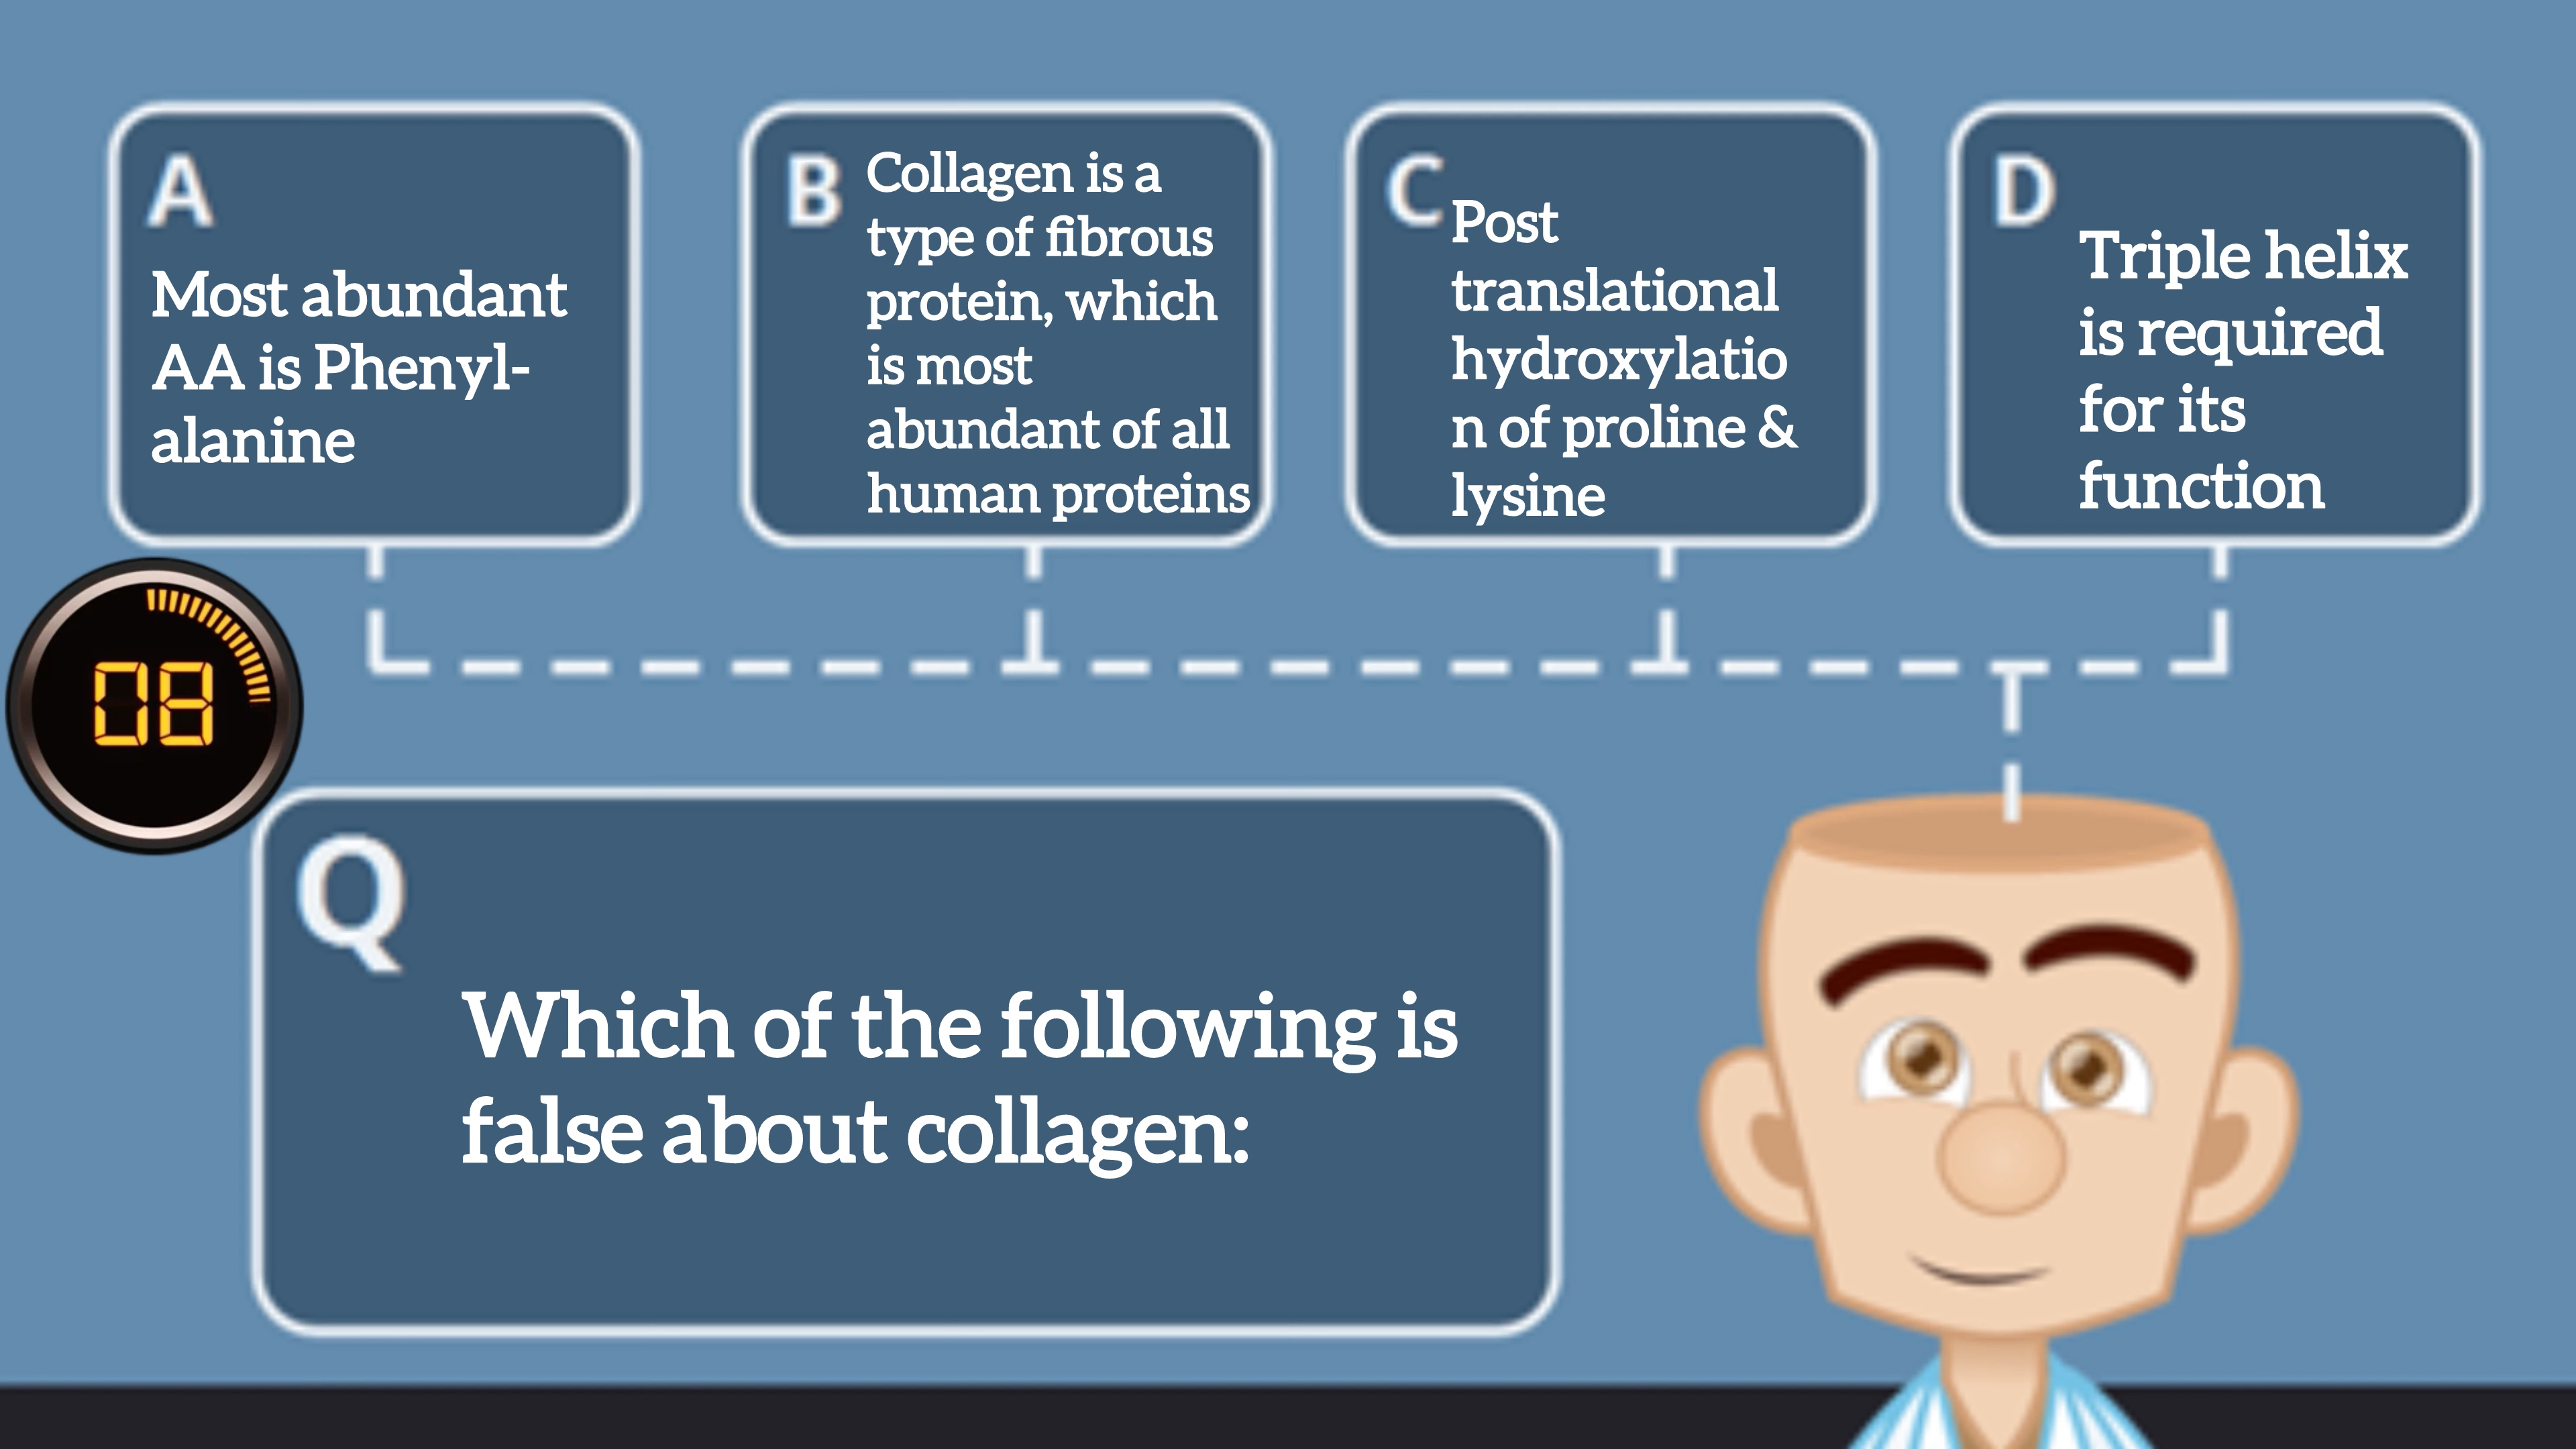 A
Most abundant
AA is Phenyl-
alanine
B
Collagen is a
type of fibrous
protein, which
is most
abundant of all
human proteins
C
Post
translational
hydroxylatio
n of proline &
lysine
D
Triple helix
is required
for its
function
08
Q
Which of the following is
false about collagen: